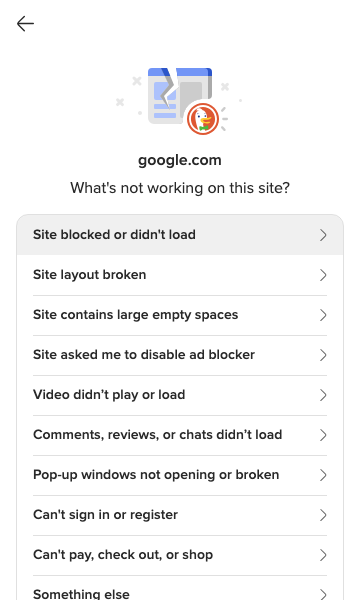 google.com
What's not working on this site?
Site blocked or didn't load
Site layout broken
Site contains large empty spaces
Site asked me to disable ad blocker
Video didn’t play or load
Comments, reviews, or chats didn’t load
Pop-up windows not opening or broken
Can't sign in or register
Can't pay, check out, or shop
Something else